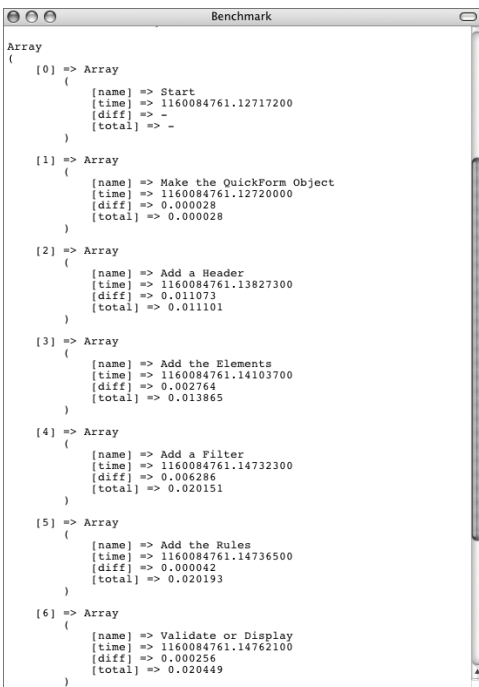 Benchmark
Array
(
    [0] => Array
        (
            [name] => Start
            [time] => 1160084761.12717200
            [diff] => -
            [total] => -
        )
    [1] => Array
        (
            [name] => Make the QuickForm Object
            [time] => 1160084761.12720000
            [diff] => 0.000028
            [total] => 0.000028
        )
    [2] => Array
        (
            [name] => Add a Header
            [time] => 1160084761.13827300
            [diff] => 0.011073
            [total] => 0.011101
        )
    [3] => Array
        (
            [name] => Add the Elements
            [time] => 1160084761.14103700
            [diff] => 0.002764
            [total] => 0.013865
        )
    [4] => Array
        (
            [name] => Add a Filter
            [time] => 1160084761.14732300
            [diff] => 0.006286
            [total] => 0.020151
        )
    [5] => Array
        (
            [name] => Add the Rules
            [time] => 1160084761.14736500
            [diff] => 0.000042
            [total] => 0.020193
        )
    [6] => Array
        (
            [name] => Validate or Display
            [time] => 1160084761.14762100
            [diff] => 0.000256
            [total] => 0.020449
        )